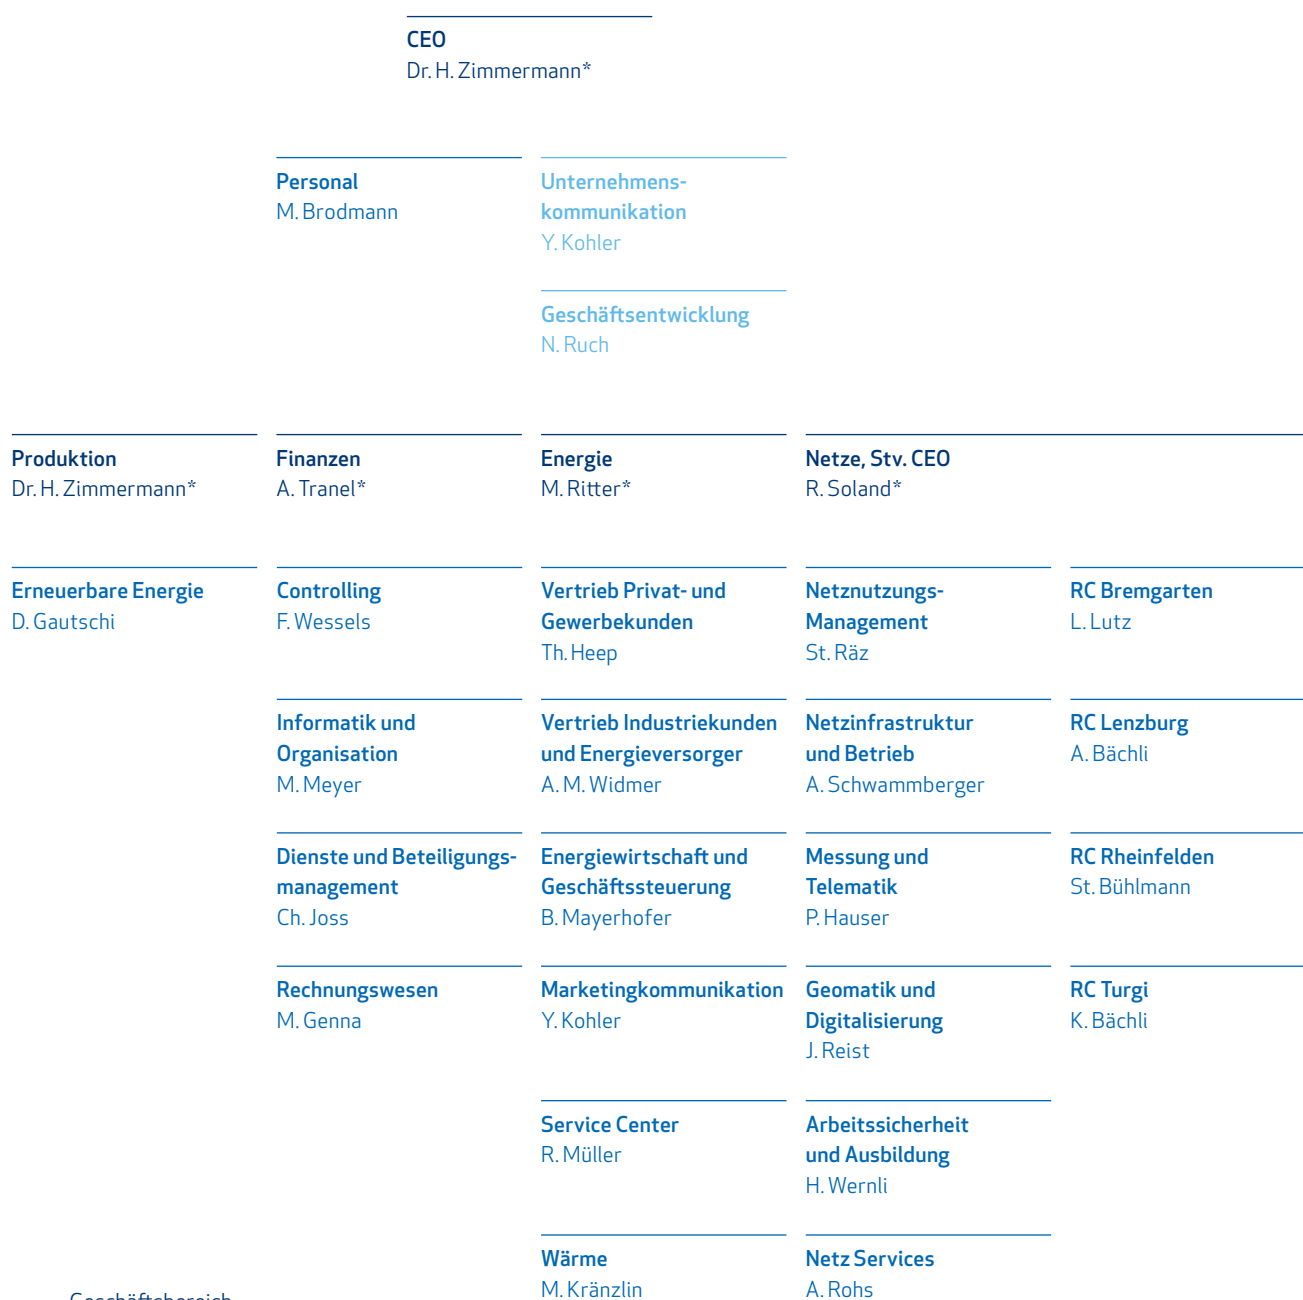 CEO
Dr. H. Zimmermann*
Personal
M. Brodmann
Unternehmens-
kommunikation
Y. Kohler
Geschäftsentwicklung
N. Ruch
Produktion
Dr. H. Zimmermann*
Finanzen
A. Tranel*
Energie
M. Ritter*
Netze, Stv. CEO
R. Soland*
Erneuerbare Energie
D. Gautschi
Controlling
F. Wessels
Vertrieb Privat- und
Gewerbekunden
Th. Heep
Netznutzungs-
Management
St. Räz
RC Bremgarten
L. Lutz
Informatik und
Organisation
M. Meyer
Vertrieb Industriekunden
und Energieversorger
A. M. Widmer
Netzinfrastruktur
und Betrieb
A. Schwammberger
RC Lenzburg
A. Bächli
Dienste und Beteiligungs-
management
Ch. Joss
Energiewirtschaft und
Geschäftssteuerung
B. Mayerhofer
Messung und
Telematik
P. Hauser
RC Rheinfelden
St. Bühlmann
Rechnungswesen
M. Genna
Marketingkommunikation
Y. Kohler
Geomatik und
Digitalisierung
J. Reist
RC Turgi
K. Bächli
Service Center
R. Müller
Arbeitssicherheit
und Ausbildung
H. Wernli
Wärme
M. Kränzlin
Netz Services
A. Rohs
Geschäftsbereich